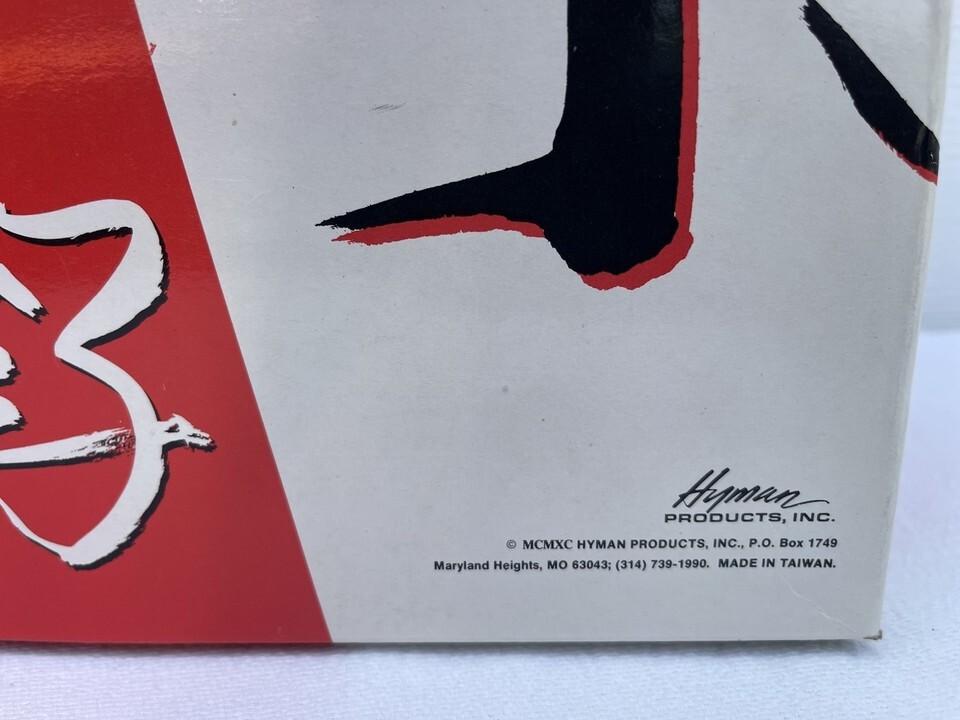 Hyman
PRODUCTS, INC.
© MCMXC HYMAN PRODUCTS, INC., P.O. Box 1749
Maryland Heights, MO 63043; (314) 739-1990. MADE IN TAIWAN.